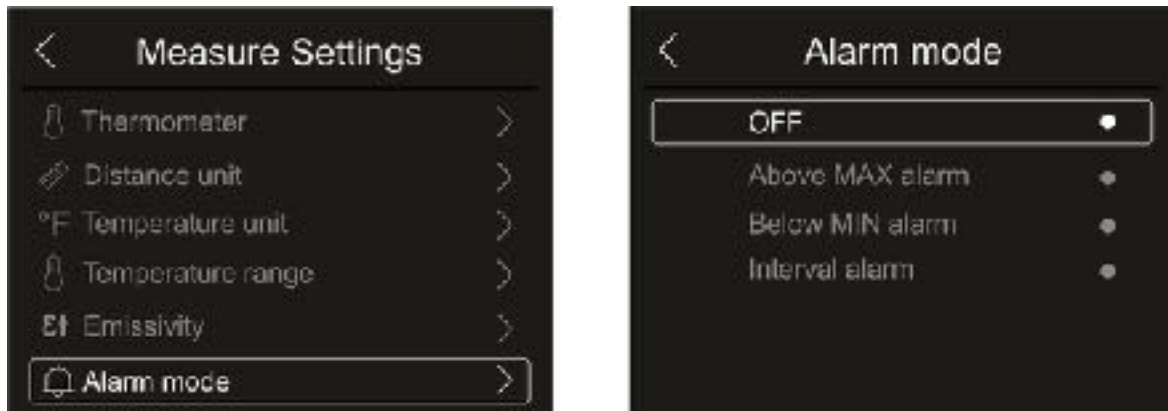 Measure Settings
Thermometer
Distance unit
°F Temperature unit
Temperature range
Emissivity
Alarm mode
Alarm mode
OFF
Above MAX alarm
Below MIN alarm
Interval alarm